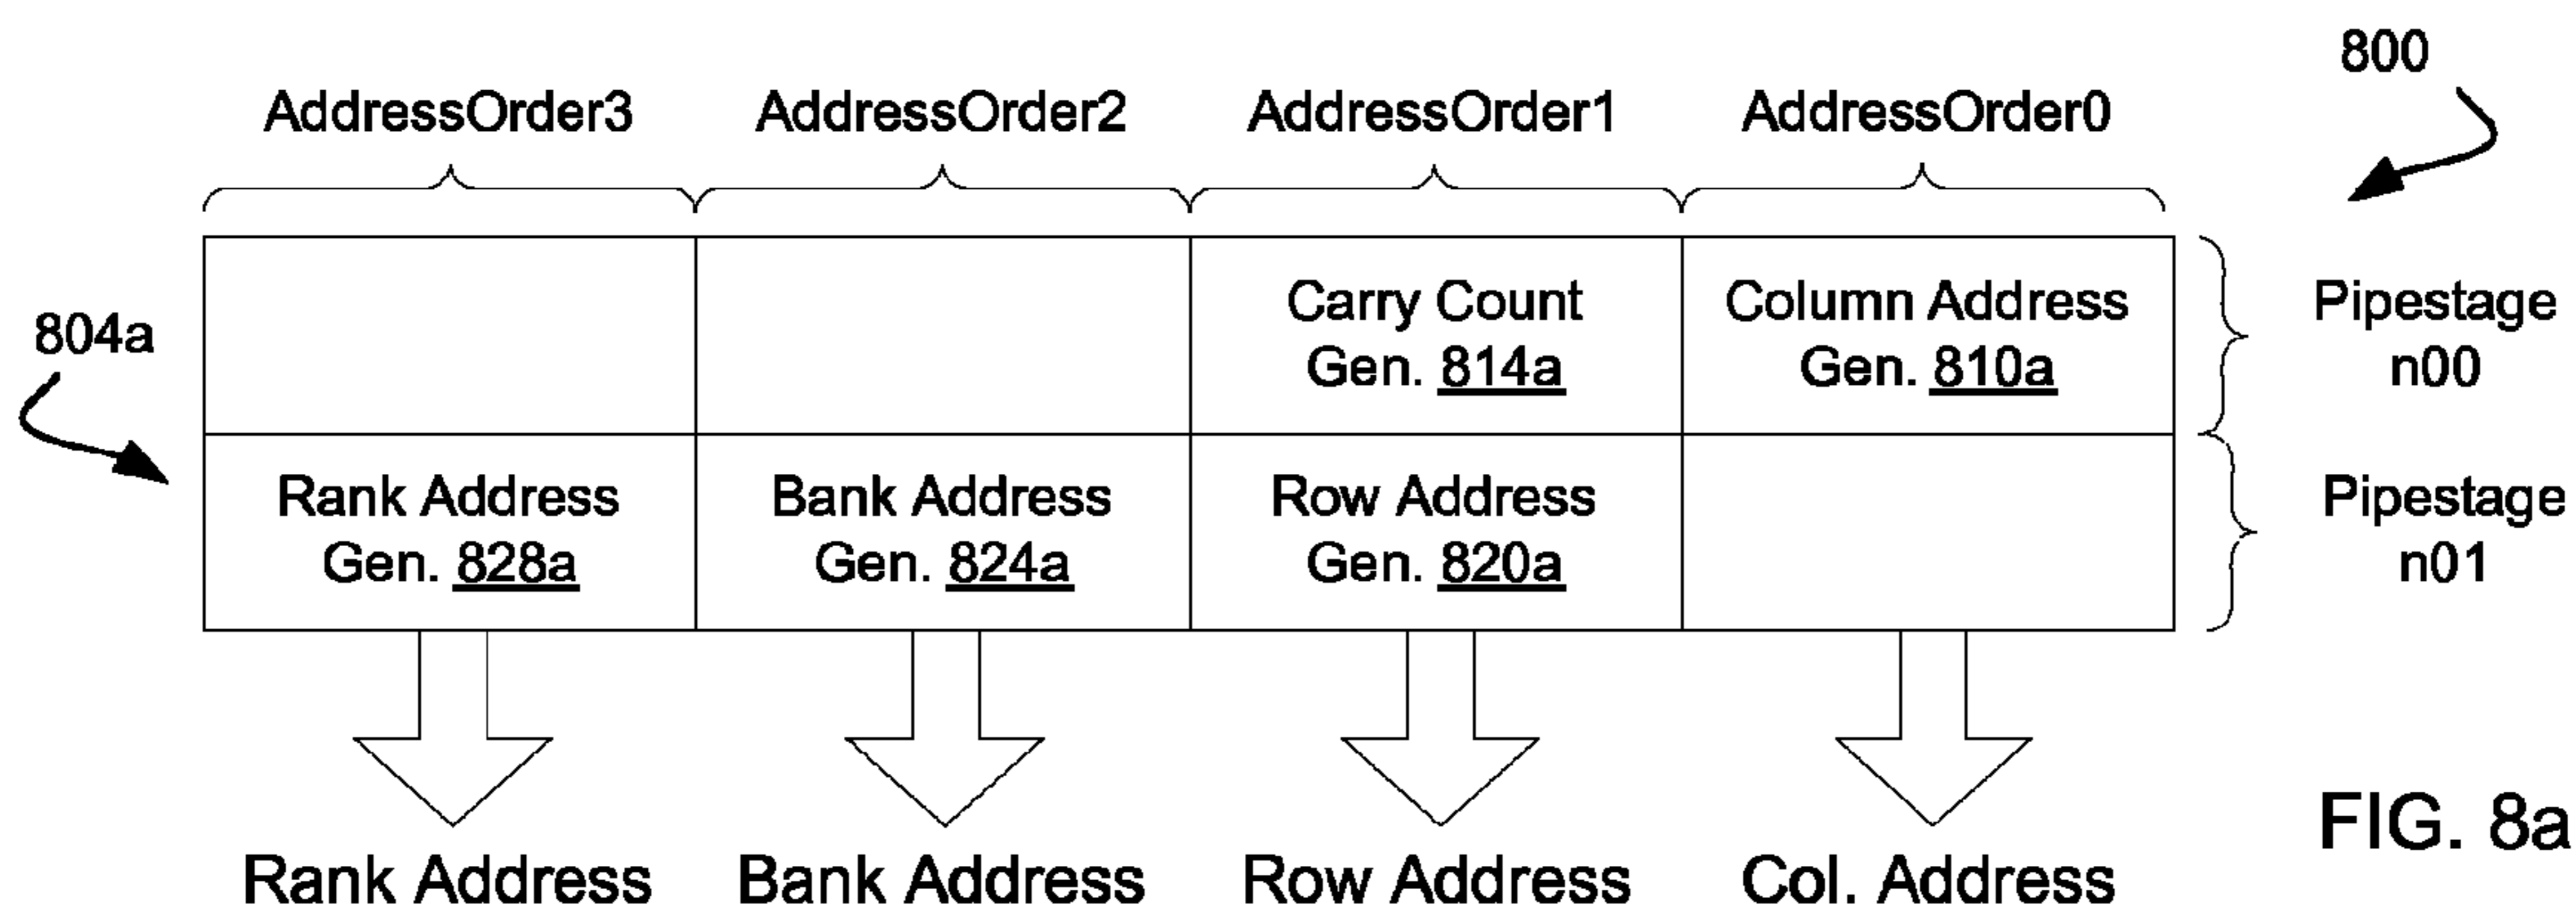 800
AddressOrder3 AddressOrder2 AddressOrder1 AddressOrder0
804a
Carry Count
Gen. 814a
Column Address
Gen. 810a
Pipestage
n00
Rank Address
Gen. 828a
Bank Address
Gen. 824a
Row Address
Gen. 820a
Pipestage
n01
Rank Address Bank Address Row Address Col. Address
FIG. 8a